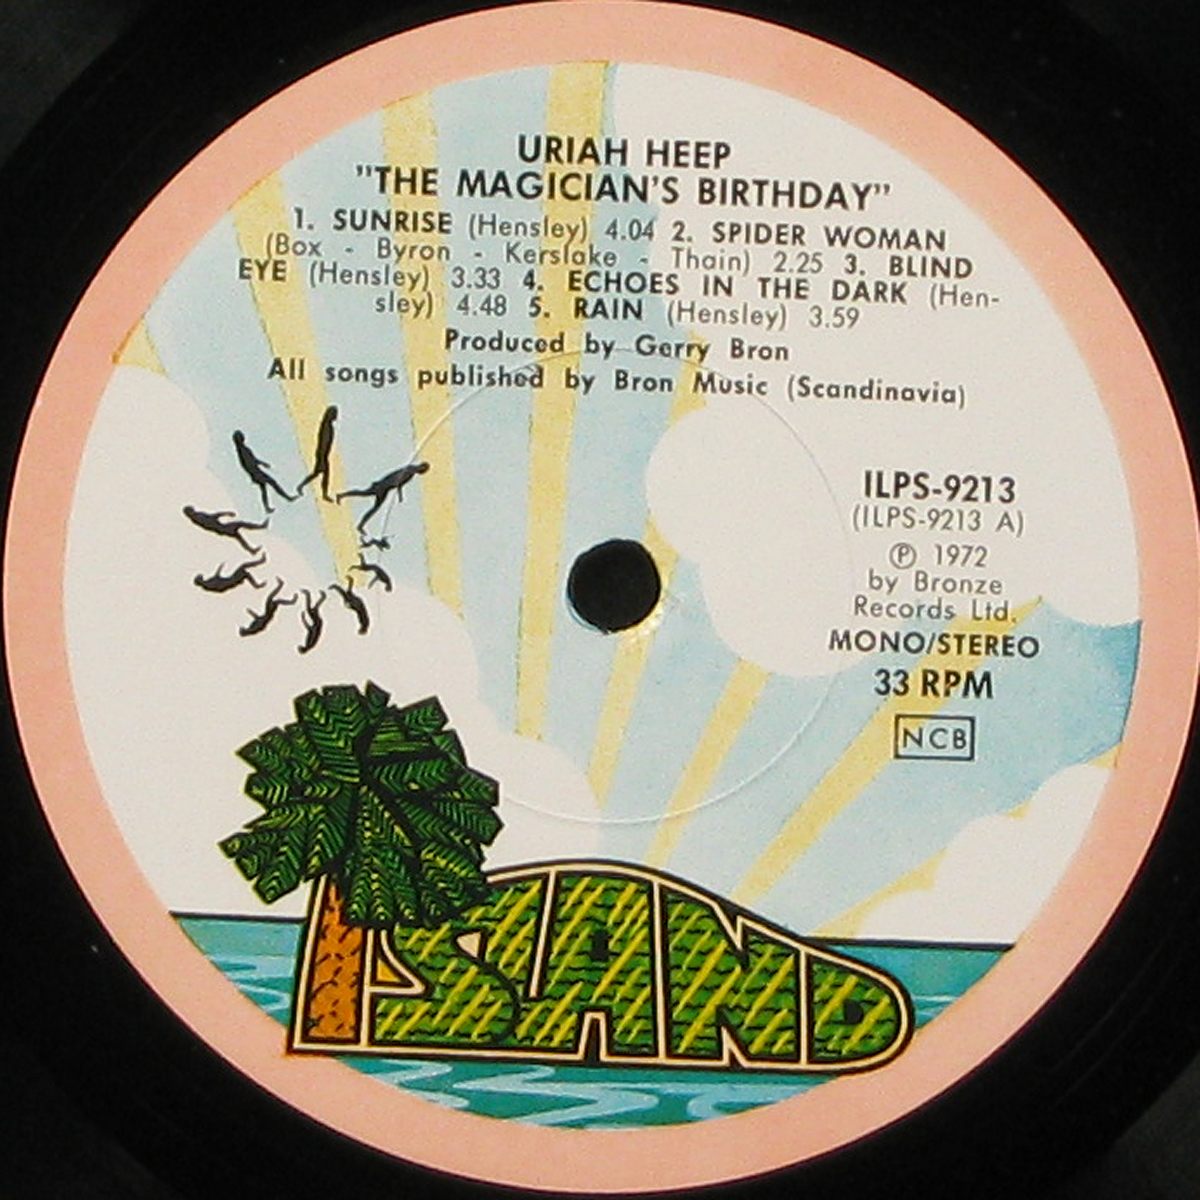 URIAH HEEP
"THE MAGICIAN'S BIRTHDAY"
1. SUNRISE (Hensley) 4.04 2. SPIDER WOMAN
(Box - Byron - Kerslake - Thain) 2.25 3. BLIND
EYE (Hensley) 3.33 4. ECHOES IN THE DARK (Hen-
sley) 4.48 5. RAIN (Hensley) 3.59
Produced by Gerry Bron
All songs published by Bron Music (Scandinavia)
ILPS-9213
(ILPS-9213 A)
℗ 1972
by Bronze
Records Ltd.
MONO/STEREO
33 RPM
NCB
ISLAND